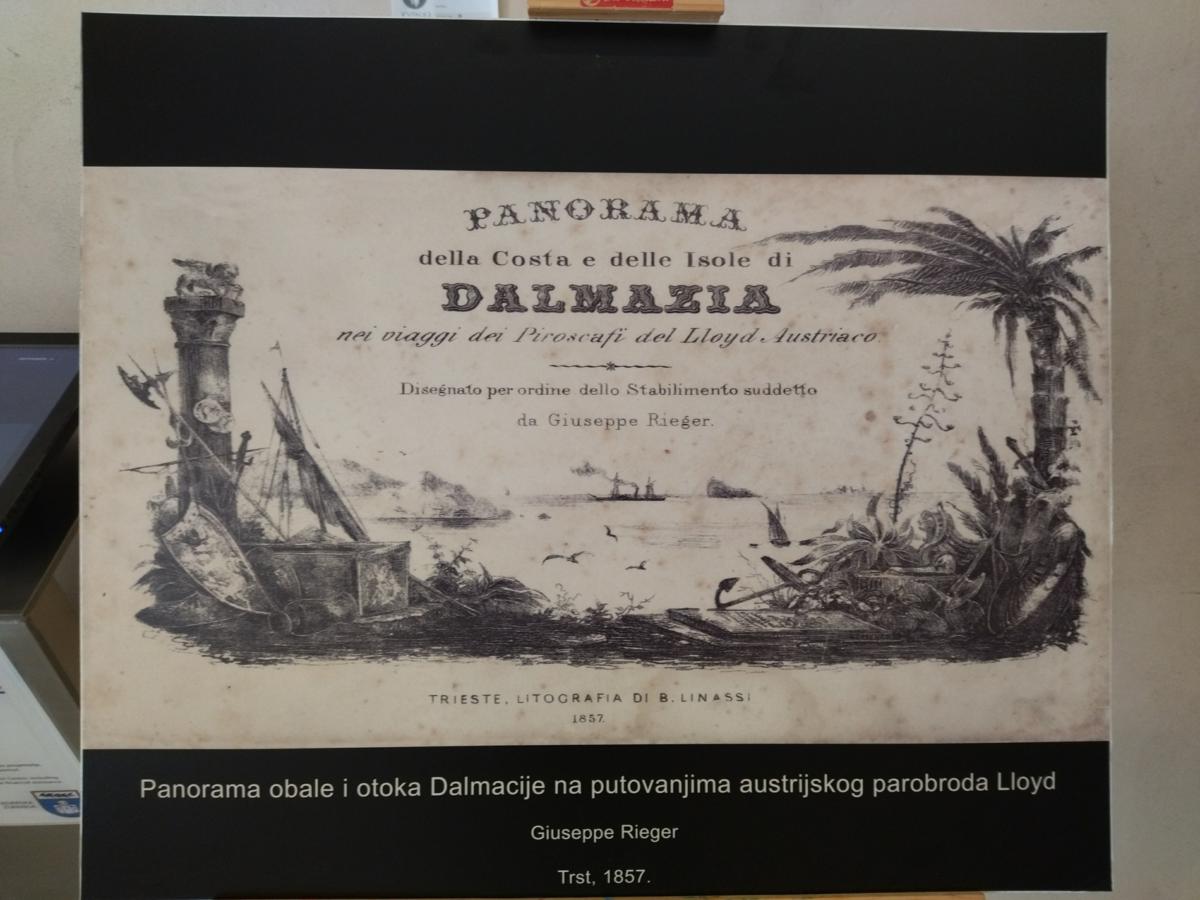 PANORAMA
della Costa e delle Isole di
DALMAZIA
nei viaggi dei Piroscafi del Lloyd Austriaco.
Disegnato per ordine dello Stabilimento suddetto
da Giuseppe Rieger.
TRIESTE, LITOGRAFIA DI B. LINASSI
1857.
Panorama obale i otoka Dalmacije na putovanjima austrijskog parobroda Lloyd
Giuseppe Rieger
Trst, 1857.